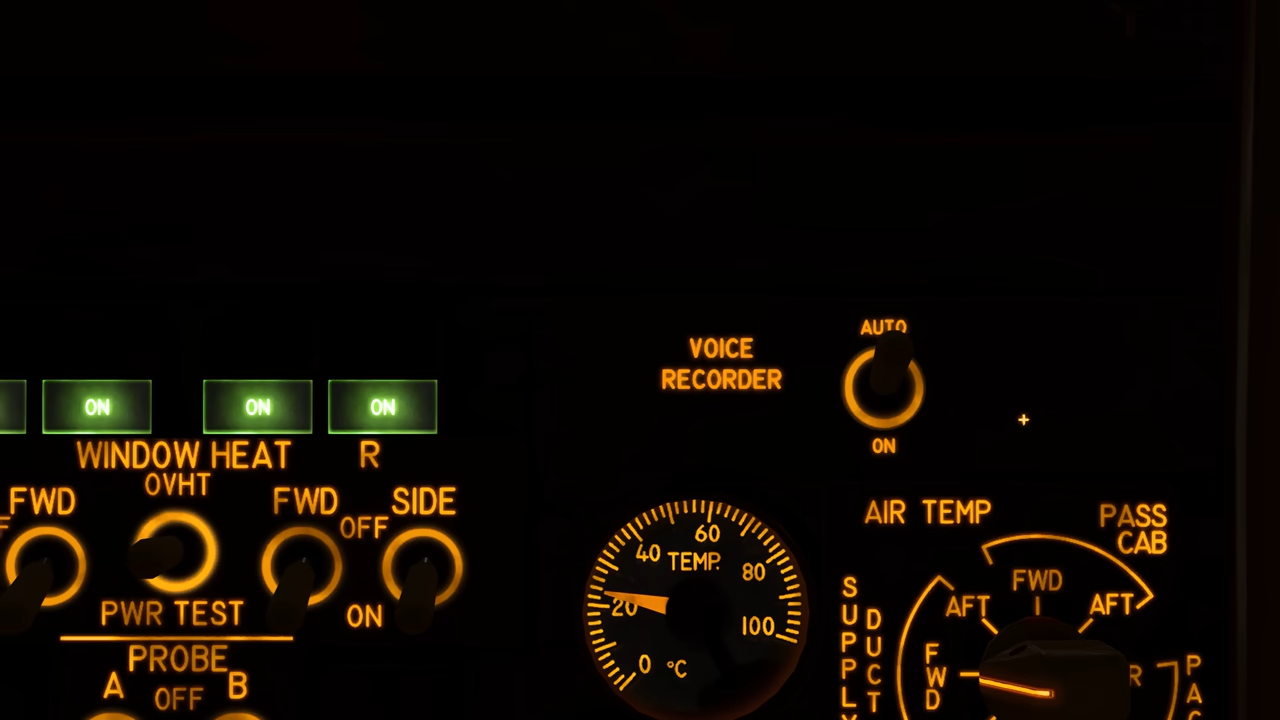 AUTO
VOICE
RECORDER
ON
ON ON ON
WINDOW HEAT R
OVHT
FWD FWD SIDE
OFF
PWR TEST ON
PROBE
A OFF B
60
40 TEMP.
80
20
100
0 °C
AIR TEMP
PASS
CAB
FWD
AFT AFT
SUPPLY
DUCT
FWD
R